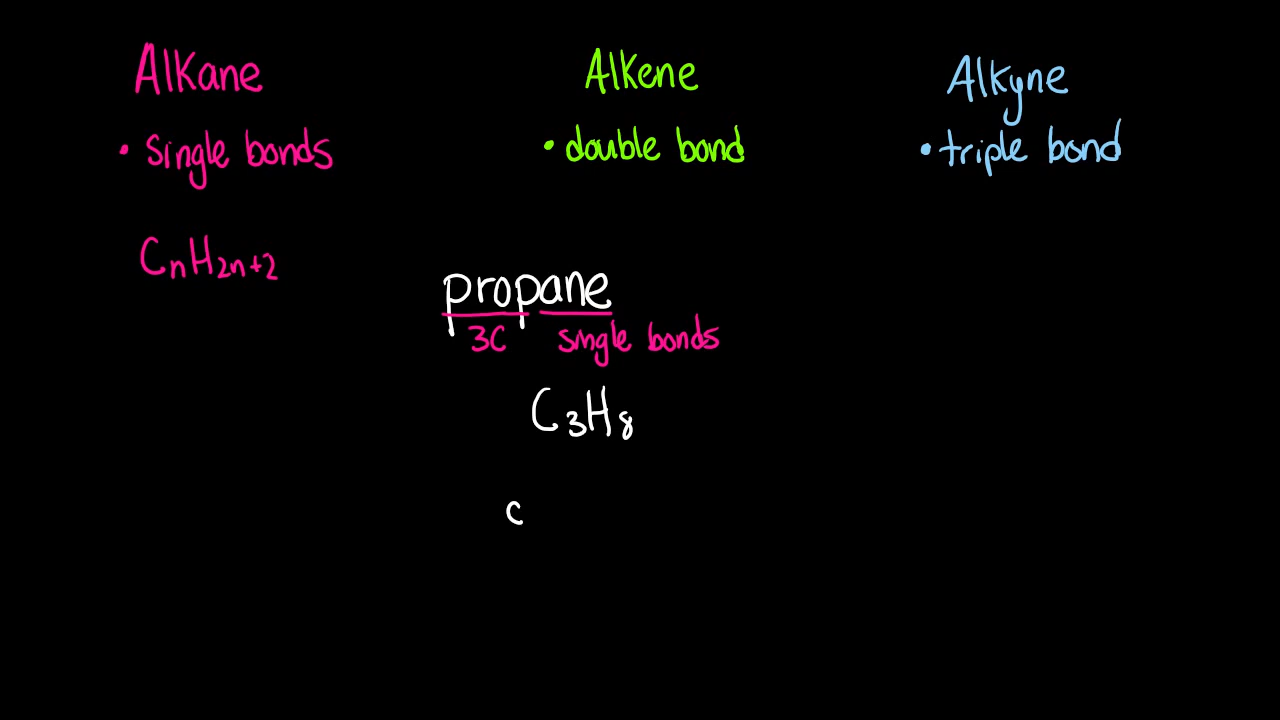 Alkane Alkene Alkyne
• single bonds • double bond • triple bond
CₙH₂ₙ₊₂
propane
3C single bonds
C₃H₈
c